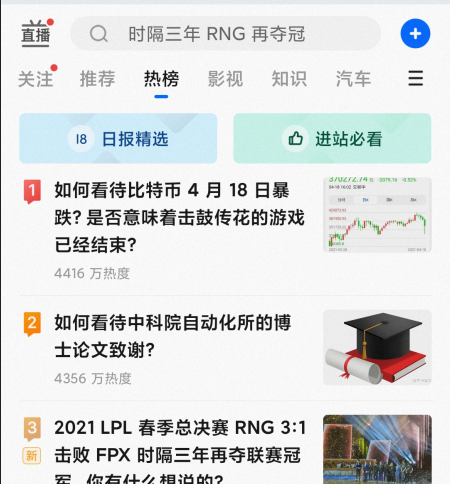 直播
时隔三年 RNG 再夺冠
关注
推荐
热榜
影视
知识
汽车
18 日报精选
进站必看
1
如何看待比特币 4 月 18 日暴
跌? 是否意味着击鼓传花的游戏
已经结束?
4416 万热度
2
如何看待中科院自动化所的博
士论文致谢?
4356 万热度
3
新
2021 LPL 春季总决赛 RNG 3:1
击败 FPX 时隔三年再夺联赛冠
军,你有什么想说的?